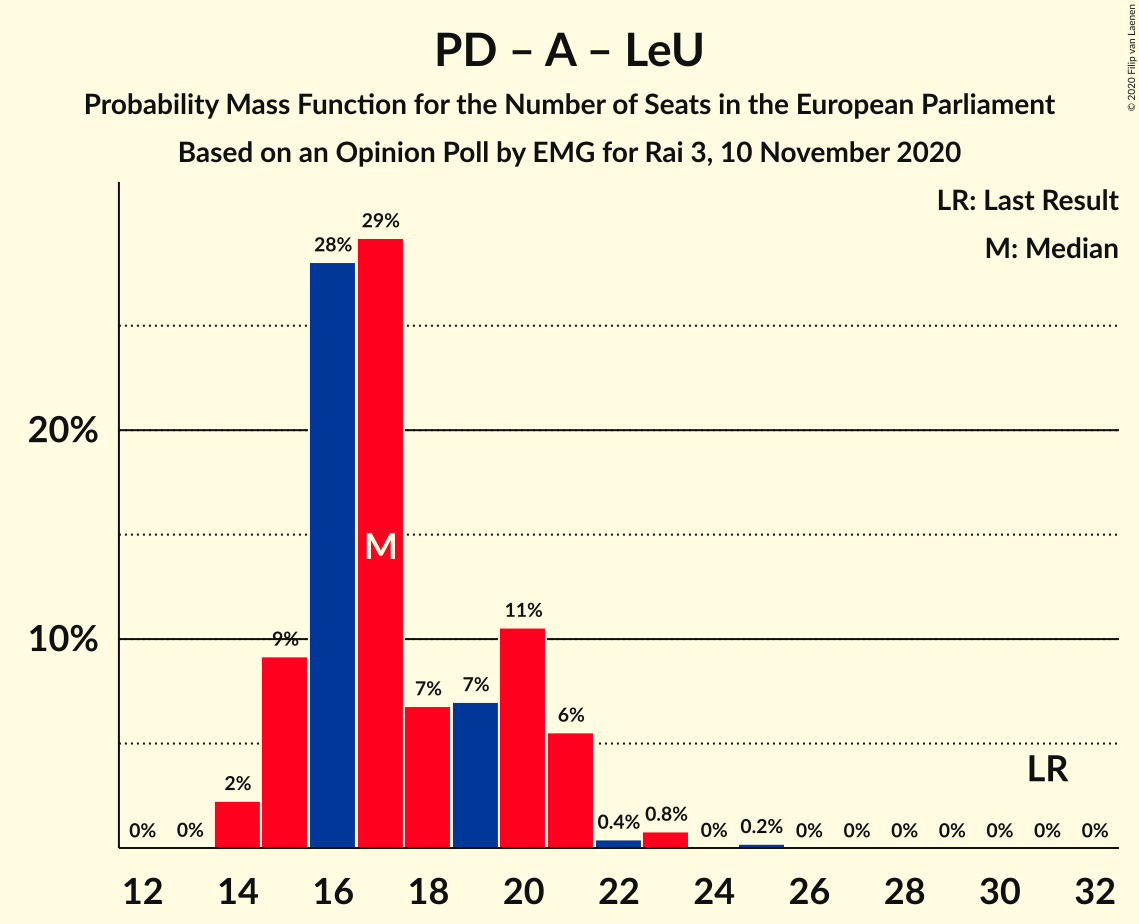 PD – A – LeU
Probability Mass Function for the Number of Seats in the European Parliament
Based on an Opinion Poll by EMG for Rai 3, 10 November 2020
© 2020 Filip van Laenen
LR: Last Result
M: Median
20%
10%
0% 0% 2% 9% 28% 29% 7% 7% 11% 6% 0.4% 0.8% 0% 0.2% 0% 0% 0% 0% 0% 0% 0%
M
LR
12 14 16 18 20 22 24 26 28 30 32